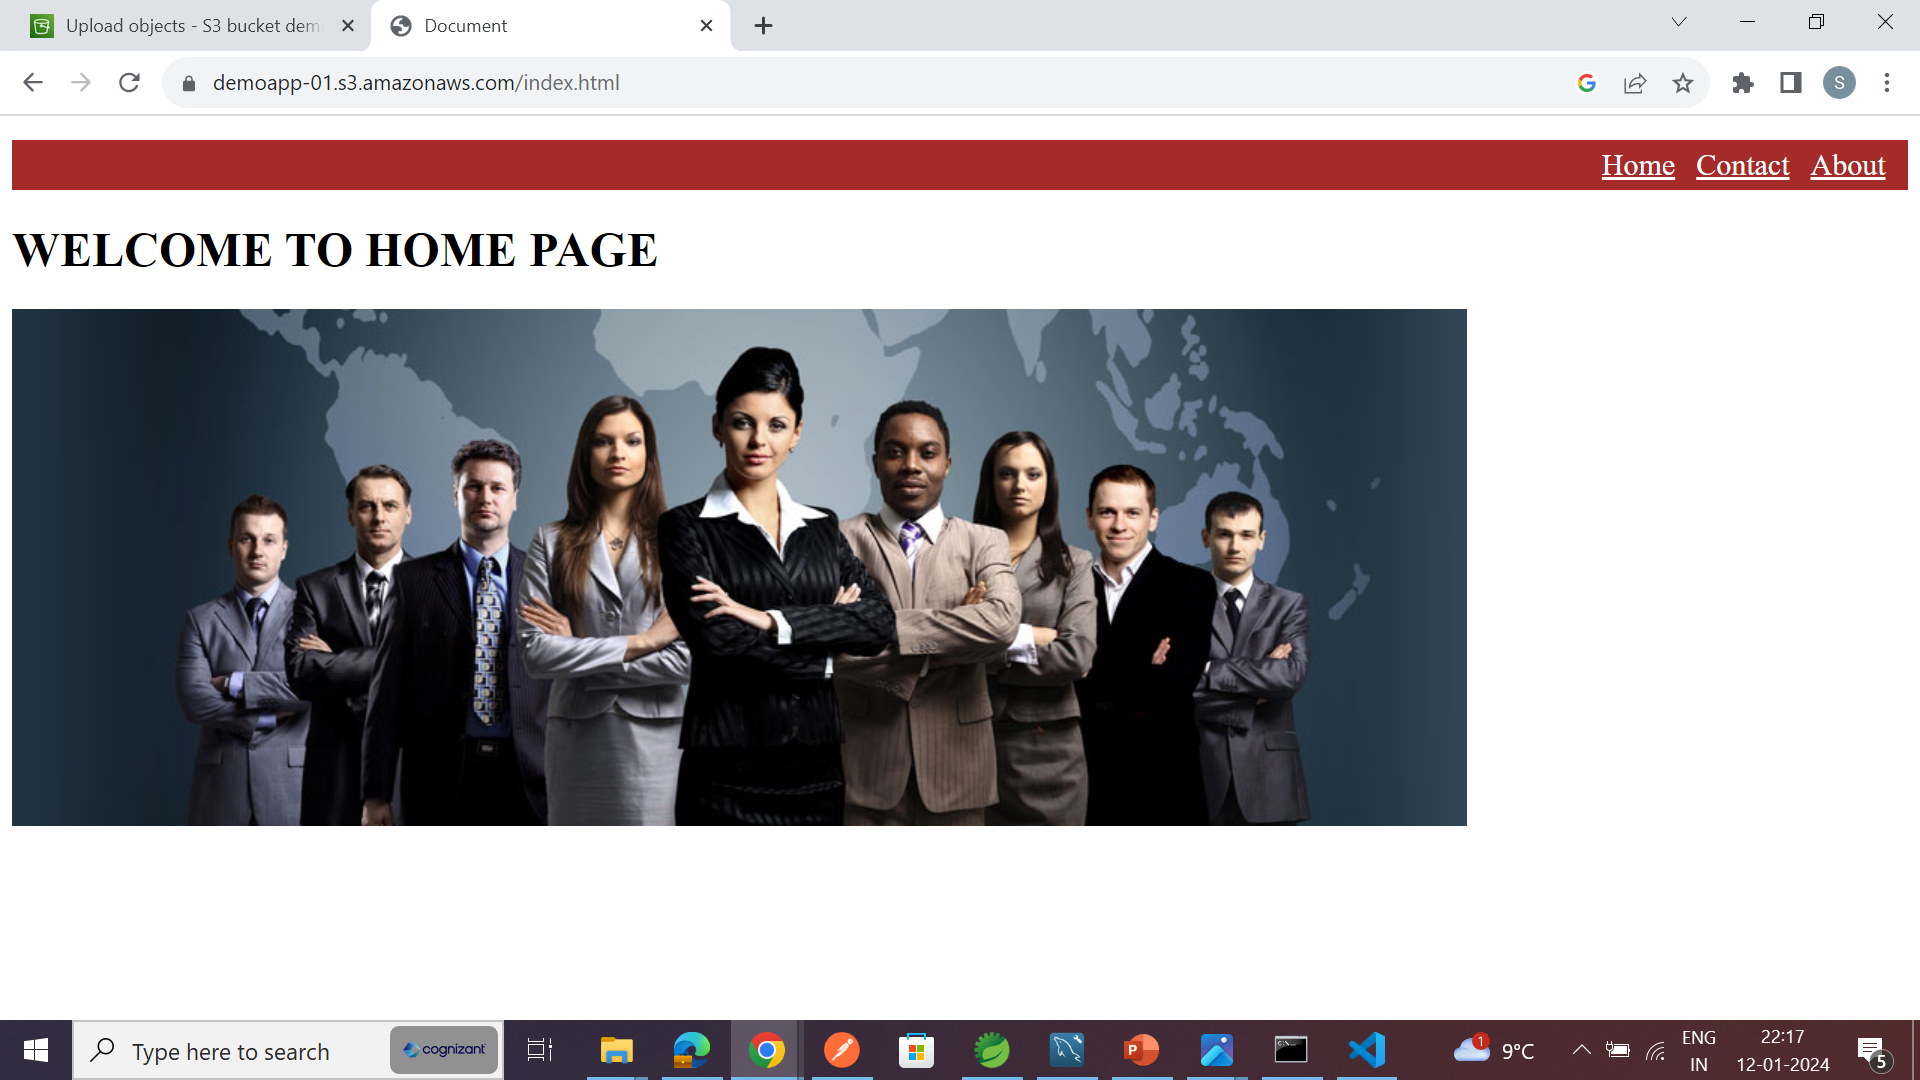 Upload objects - S3 bucket dem
Document
demoapp-01.s3.amazonaws.com/index.html
S
Home Contact About
WELCOME TO HOME PAGE
Type here to search
cognizant
1
9°C
ENG
IN
22:17
12-01-2024
5